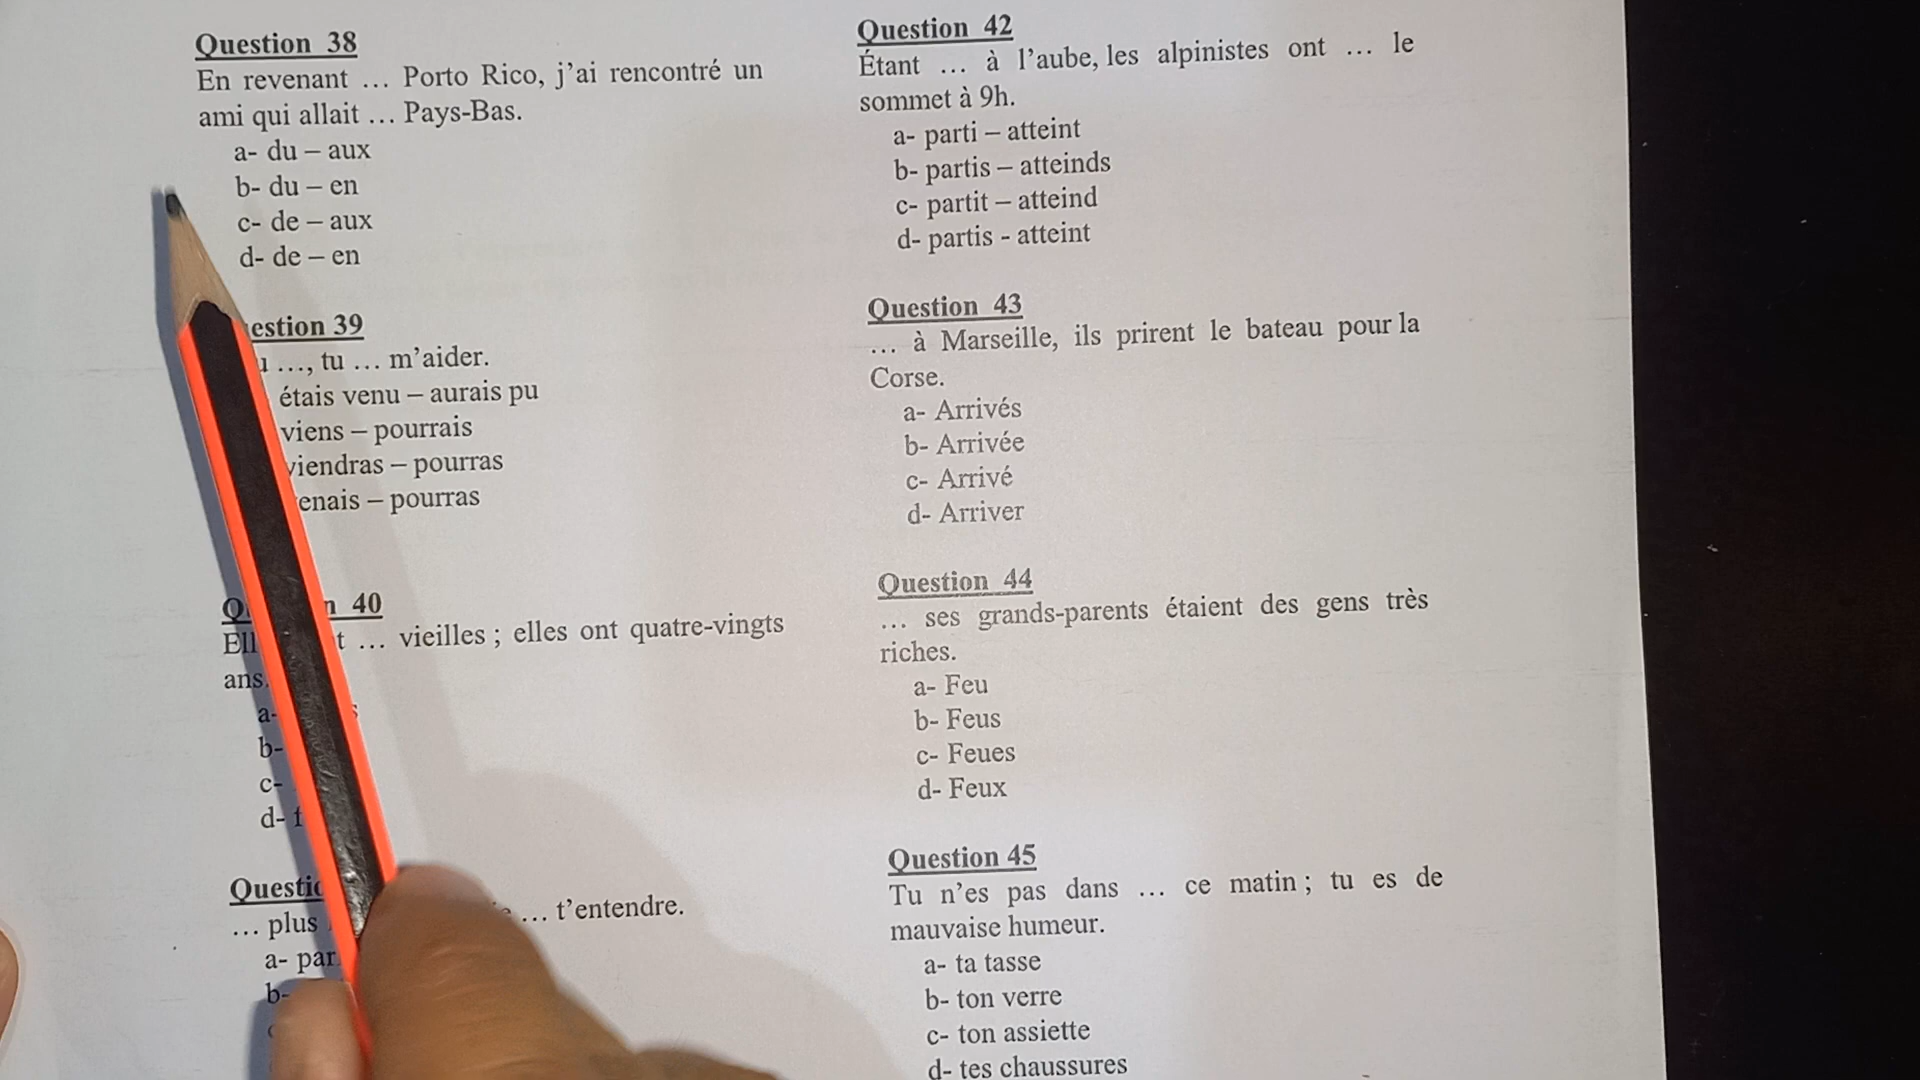 Question 38
En revenant … Porto Rico, j’ai rencontré un
ami qui allait … Pays-Bas.
a- du – aux
b- du – en
c- de – aux
d- de – en
estion 39
…, tu … m’aider.
étais venu – aurais pu
viens – pourrais
viendras – pourras
enais – pourras
40
… vieilles ; elles ont quatre-vingts
ans.
a-
b-
c-
d-
… plus … t’entendre.
a-
b-
Question 42
Étant … à l’aube, les alpinistes ont … le
sommet à 9h.
a- parti – atteint
b- partis – atteinds
c- partit – atteind
d- partis - atteint
Question 43
… à Marseille, ils prirent le bateau pour la
Corse.
a- Arrivés
b- Arrivée
c- Arrivé
d- Arriver
Question 44
… ses grands-parents étaient des gens très
riches.
a- Feu
b- Feus
c- Feues
d- Feux
Question 45
Tu n’es pas dans … ce matin ; tu es de
mauvaise humeur.
a- ta tasse
b- ton verre
c- ton assiette
d- tes chaussures